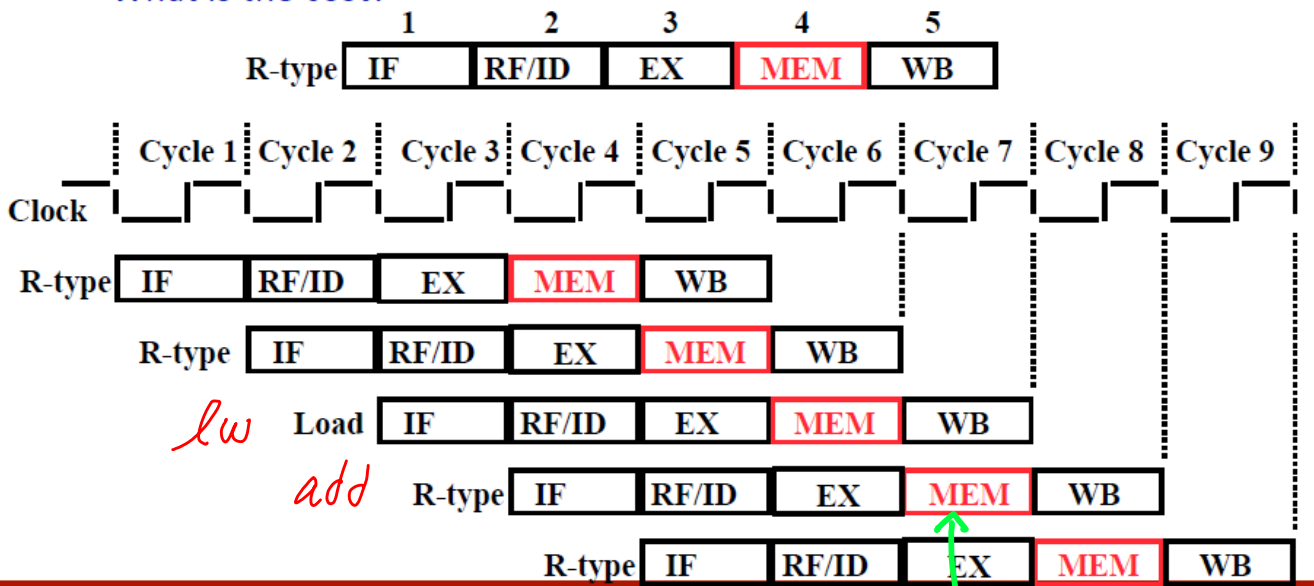 1 2 3 4 5
R-type IF RF/ID EX MEM WB
Cycle 1 Cycle 2 Cycle 3 Cycle 4 Cycle 5 Cycle 6 Cycle 7 Cycle 8 Cycle 9
Clock
R-type IF RF/ID EX MEM WB
R-type IF RF/ID EX MEM WB
lw Load IF RF/ID EX MEM WB
add R-type IF RF/ID EX MEM WB
R-type IF RF/ID EX MEM WB